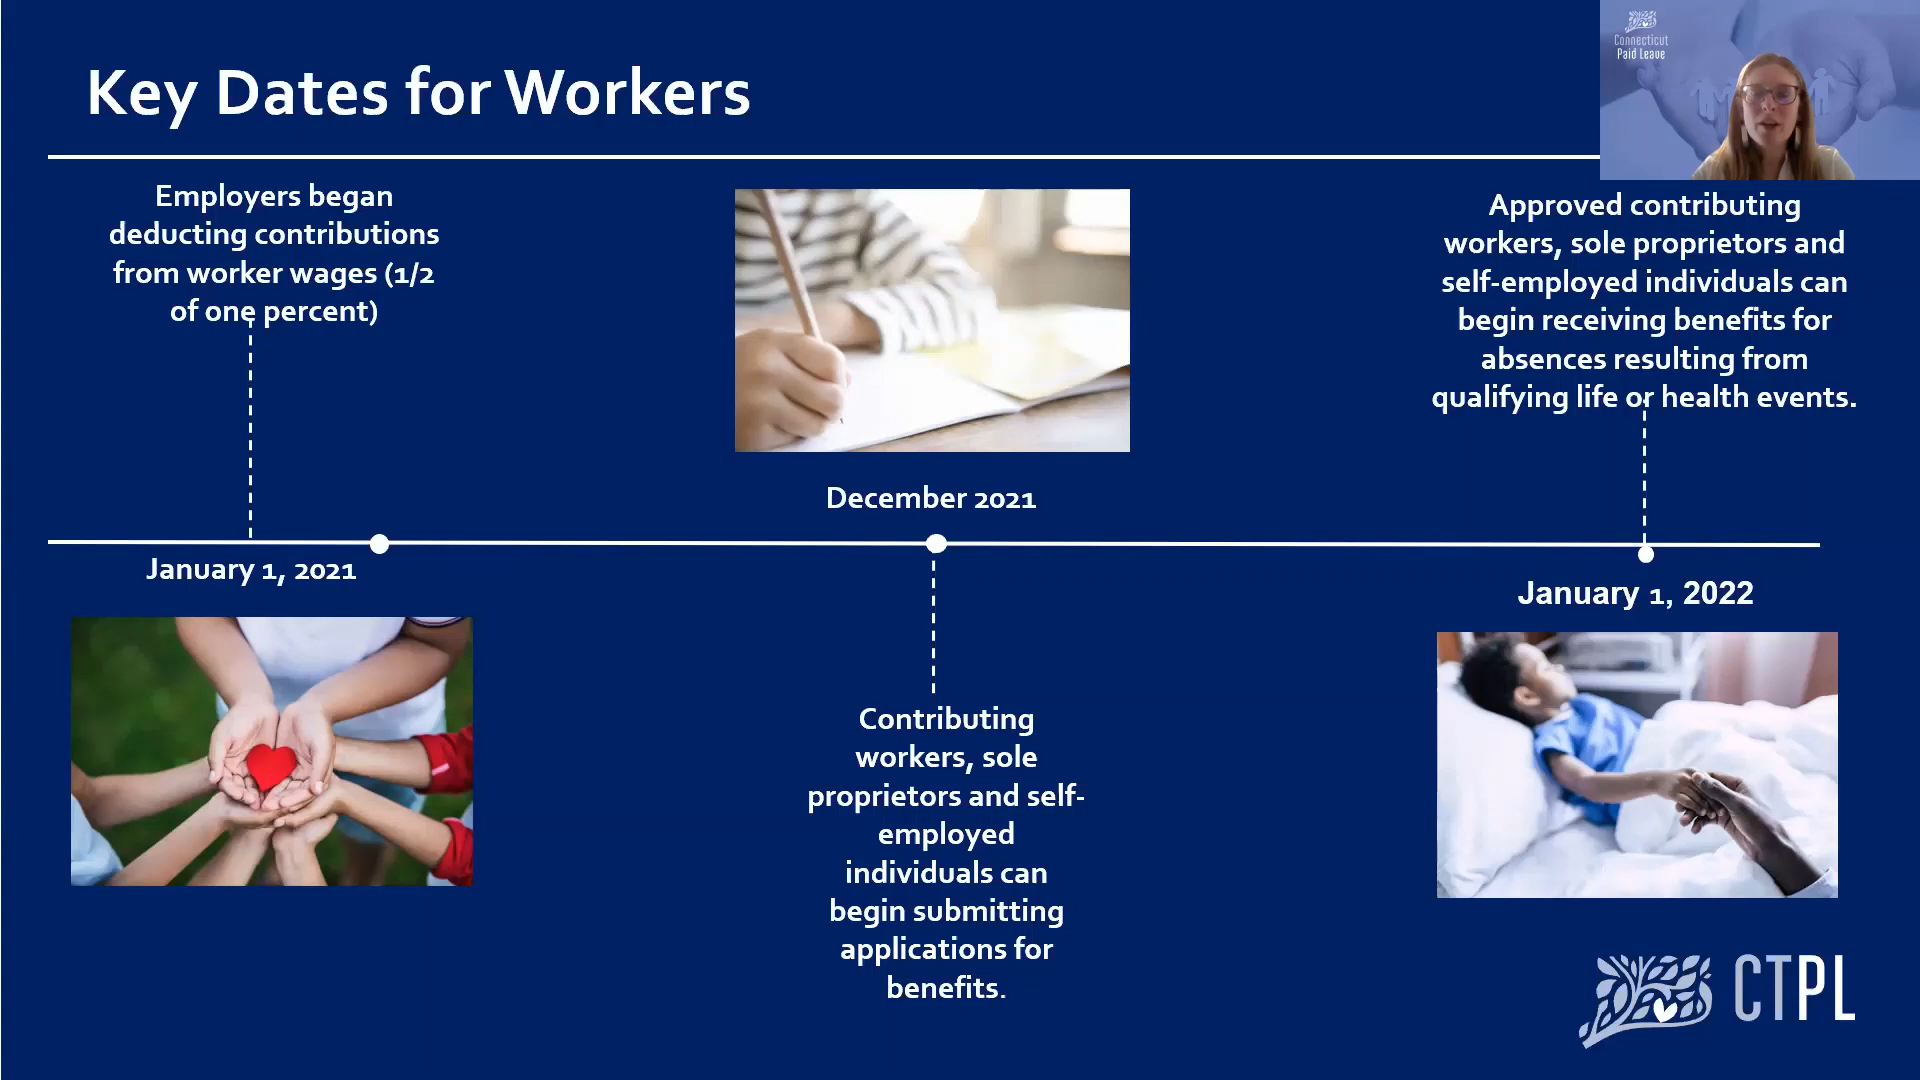 Key Dates for Workers
Connecticut
Paid Leave
Employers began
deducting contributions
from worker wages (1/2
of one percent)
January 1, 2021
December 2021
Contributing
workers, sole
proprietors and self-
employed
individuals can
begin submitting
applications for
benefits.
Approved contributing
workers, sole proprietors and
self-employed individuals can
begin receiving benefits for
absences resulting from
qualifying life or health events.
January 1, 2022
CTPL